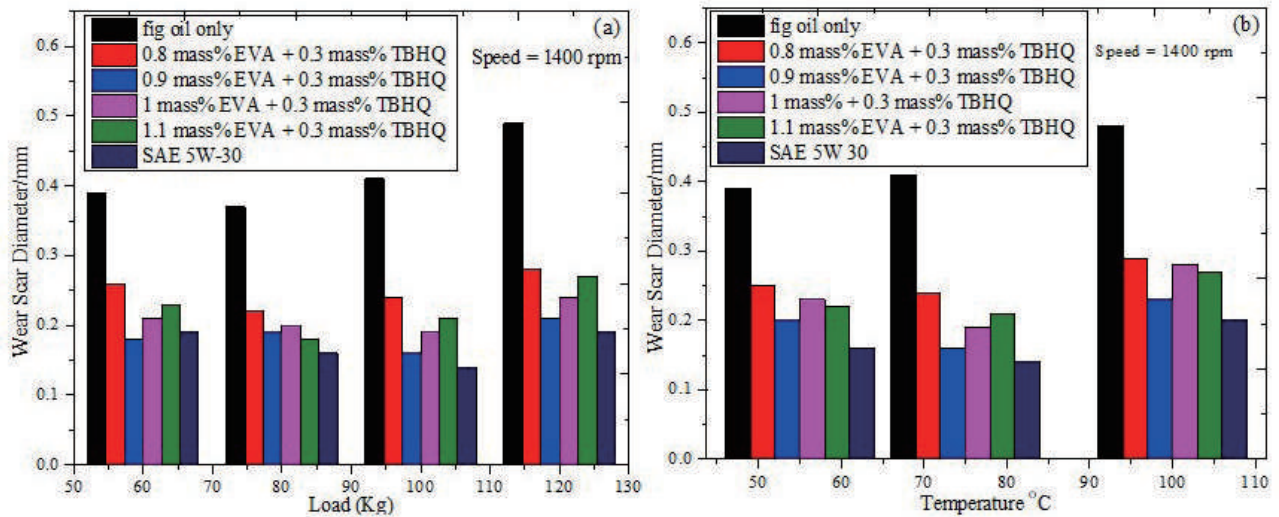 fig oil only
(a)
0.8 mass% EVA + 0.3 mass% TBHQ
Speed = 1400 rpm
0.9 mass% EVA + 0.3 mass% TBHQ
1 mass% EVA + 0.3 mass% TBHQ
1.1 mass% EVA + 0.3 mass% TBHQ
SAE 5W-30
Wear Scar Diameter/mm
0.6
0.5
0.4
0.3
0.2
0.1
0.0
50 60 70 80 90 100 110 120 130
Load (Kg)
fig oil only
(b)
0.8 mass% EVA + 0.3 mass% TBHQ
Speed = 1400 rpm
0.9 mass% EVA + 0.3 mass% TBHQ
1 mass% + 0.3 mass% TBHQ
1.1 mass% EVA + 0.3 mass% TBHQ
SAE 5W 30
Wear Scar Diameter/mm
0.6
0.5
0.4
0.3
0.2
0.1
0.0
50 60 70 80 90 100 110
Temperature °C